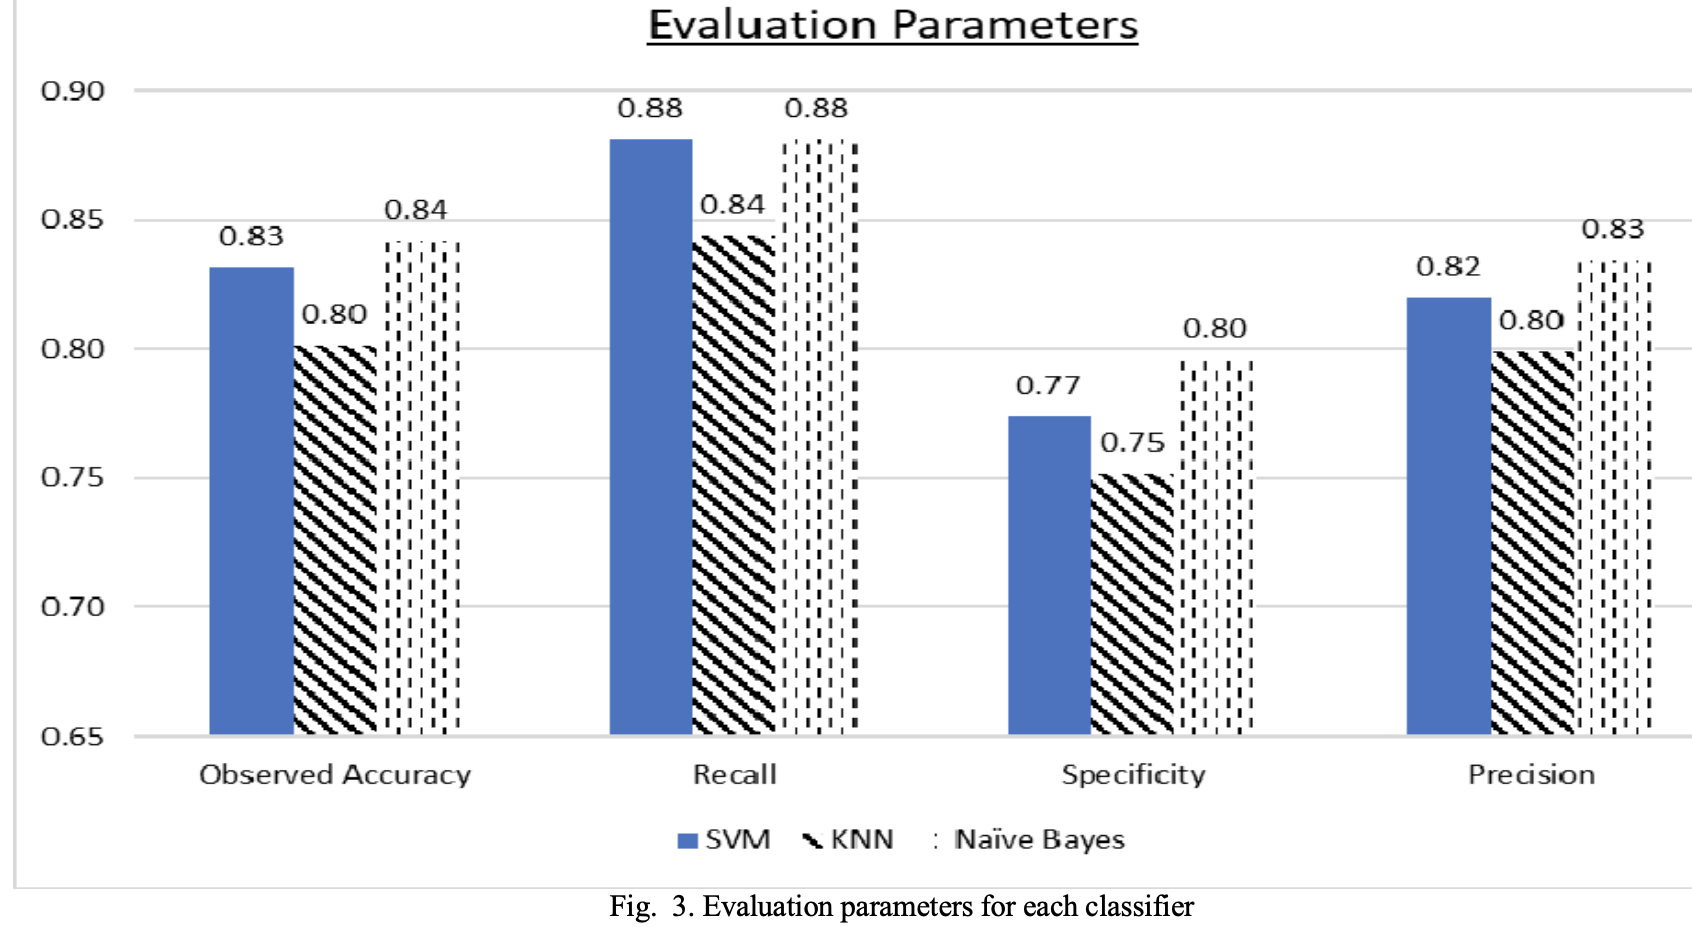 Evaluation Parameters
0.90
0.88
0.88
0.85
0.84
0.84
0.83
0.83
0.82
0.80
0.80
0.80
0.80
0.77
0.75
0.75
0.70
0.65
Observed Accuracy
Recall
Specificity
Precision
SVM KNN Naïve Bayes
Fig. 3. Evaluation parameters for each classifier